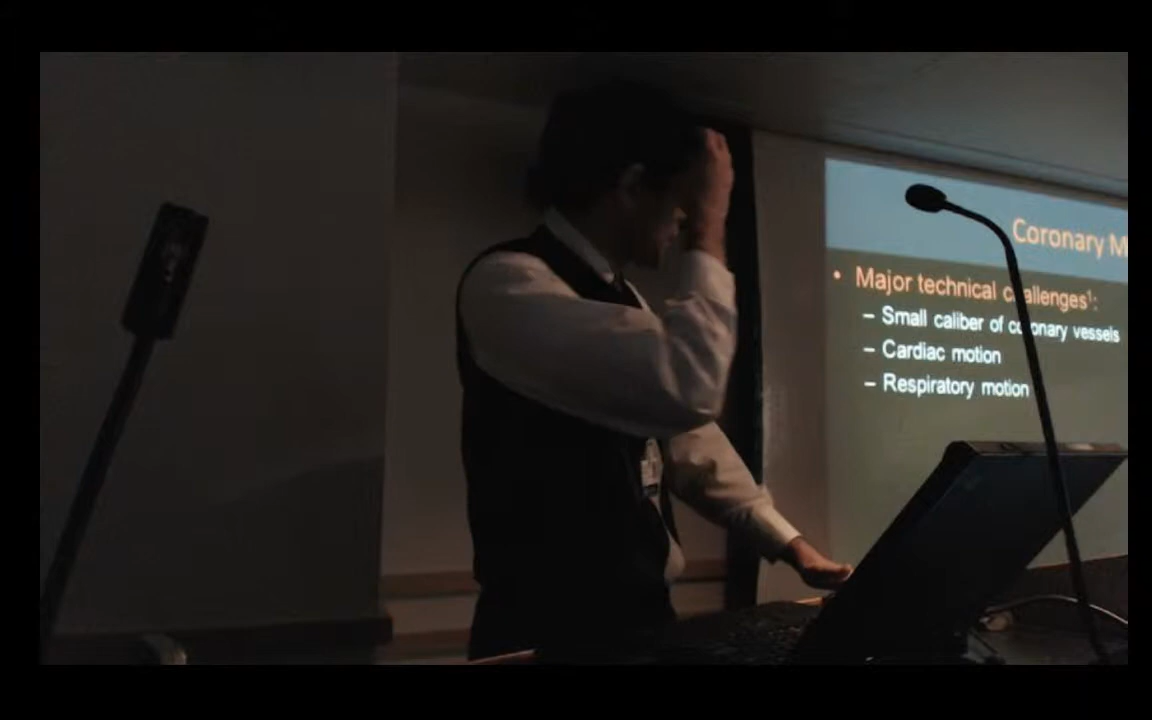 Coronary M
• Major technical challenges¹:
– Small caliber of coronary vessels
– Cardiac motion
– Respiratory motion